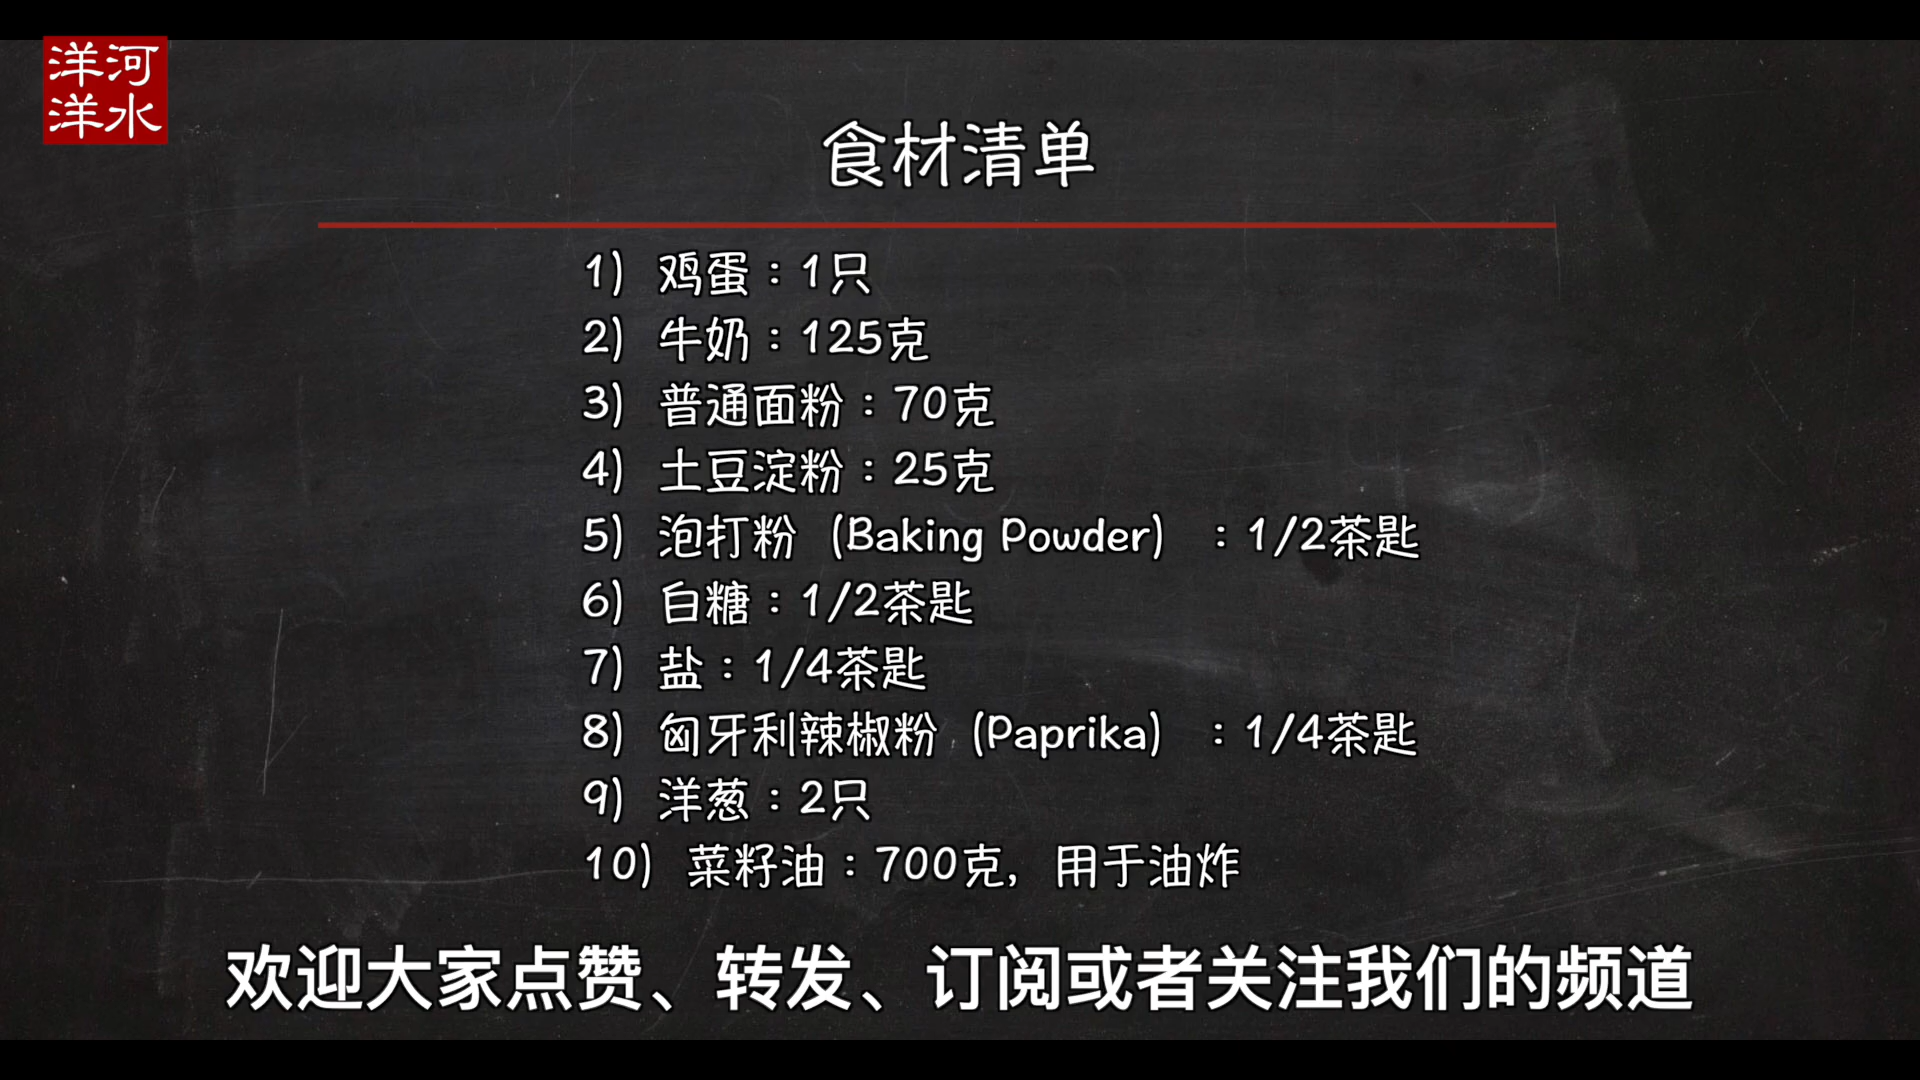 河水
洋洋
食材清单
1) 鸡蛋：1只
2) 牛奶：125克
3) 普通面粉：70克
4) 土豆淀粉：25克
5) 泡打粉（Baking Powder）：1/2茶匙
6) 白糖：1/2茶匙
7) 盐：1/4茶匙
8) 匈牙利辣椒粉（Paprika）：1/4茶匙
9) 洋葱：2只
10) 菜籽油：700克，用于油炸
欢迎大家点赞、转发、订阅或者关注我们的频道